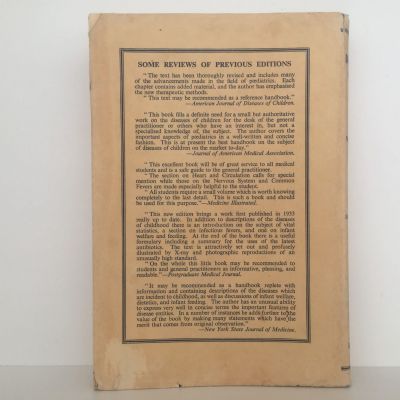 SOME REVIEWS OF PREVIOUS EDITIONS
"The text has been thoroughly revised and includes many
of the advancements made in the field of pediatrics. Each
chapter contains added material, and the author has emphasised
the new therapeutic methods.
"This text may be recommended as a reference handbook."
—American Journal of Diseases of Children.
"This book fills a definite need for a small but authoritative
work on the diseases of children for the desk of the general
practitioner or others who have an interest in, but not a
specialised knowledge of, the subject. The author covers the
important aspects of pediatrics in a well-written and concise
fashion. This is at present the best handbook on the subject
of diseases of children on the market to-day."
—Journal of American Medical Association.
"This excellent book will be of great service to all medical
students and is a safe guide to the general practitioner.
"The section on Heart and Circulation calls for special
mention while those on the Nervous System and Common
Fevers are made especially helpful to the student.
"All students require a small volume which is worth knowing
completely to the last detail. This is such a book and should
be used for this purpose."—Medicine Illustrated.
"This new edition brings a work first published in 1933
really up to date. In addition to descriptions of the diseases
of childhood there is an introduction on the subject of vital
statistics, a section on infectious fevers, and one on infant
welfare and feeding. At the end of the book there is a useful
formulary including a summary for the uses of the latest
antibiotics. The text is attractively set out and profusely
illustrated by X-ray and photographic reproductions of an
unusually high standard.
"On the whole this little book may be recommended to
students and general practitioners as informative, planning, and
readable."—Postgraduate Medical Journal.
"It may be recommended as a handbook replete with
information and containing descriptions of the diseases which
are incident to childhood, as well as discussions of infant welfare,
dietetics, and infant feeding. The author has an unusual ability
to express very well in concise terms the important features of
disease entities. In a number of instances he adds further to the
value of the book by making many statements which have the
merit that comes from original observation."
—New York State Journal of Medicine.